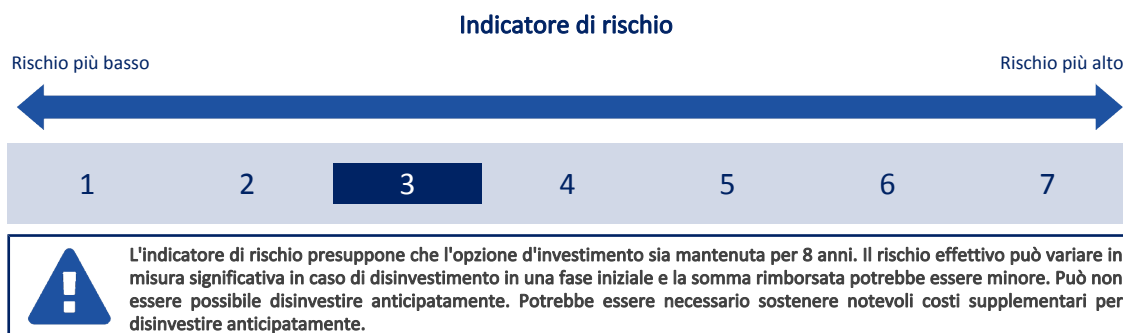 Indicatore di rischio
Rischio più basso
Rischio più alto
1 2 3 4 5 6 7
L'indicatore di rischio presuppone che l'opzione d'investimento sia mantenuta per 8 anni. Il rischio effettivo può variare in
misura significativa in caso di disinvestimento in una fase iniziale e la somma rimborsata potrebbe essere minore. Può non
essere possibile disinvestire anticipatamente. Potrebbe essere necessario sostenere notevoli costi supplementari per
disinvestire anticipatamente.